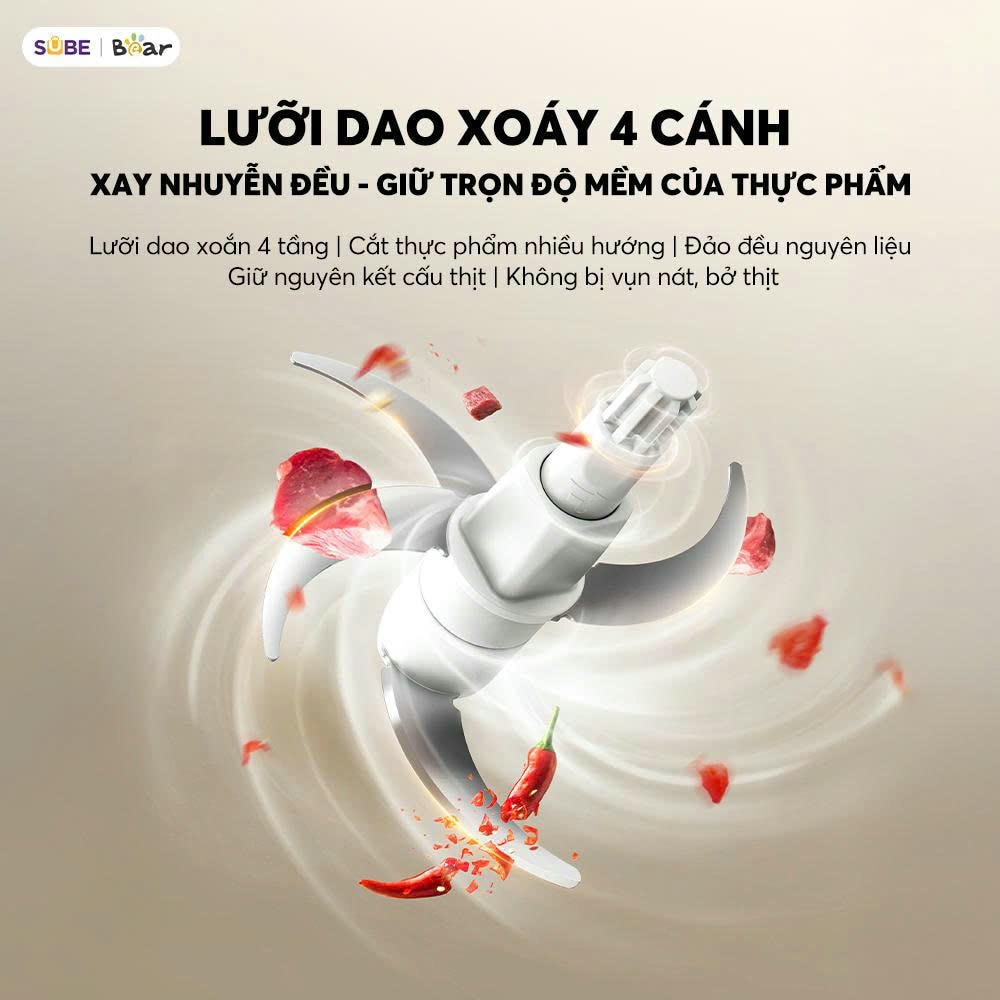 SUBE | Bear
LƯỠI DAO XOÁY 4 CÁNH
XAY NHUYỄN ĐỀU - GIỮ TRỌN ĐỘ MỀM CỦA THỰC PHẨM
Lưỡi dao xoắn 4 tầng | Cắt thực phẩm nhiều hướng | Đảo đều nguyên liệu
Giữ nguyên kết cấu thịt | Không bị vụn nát, bở thịt